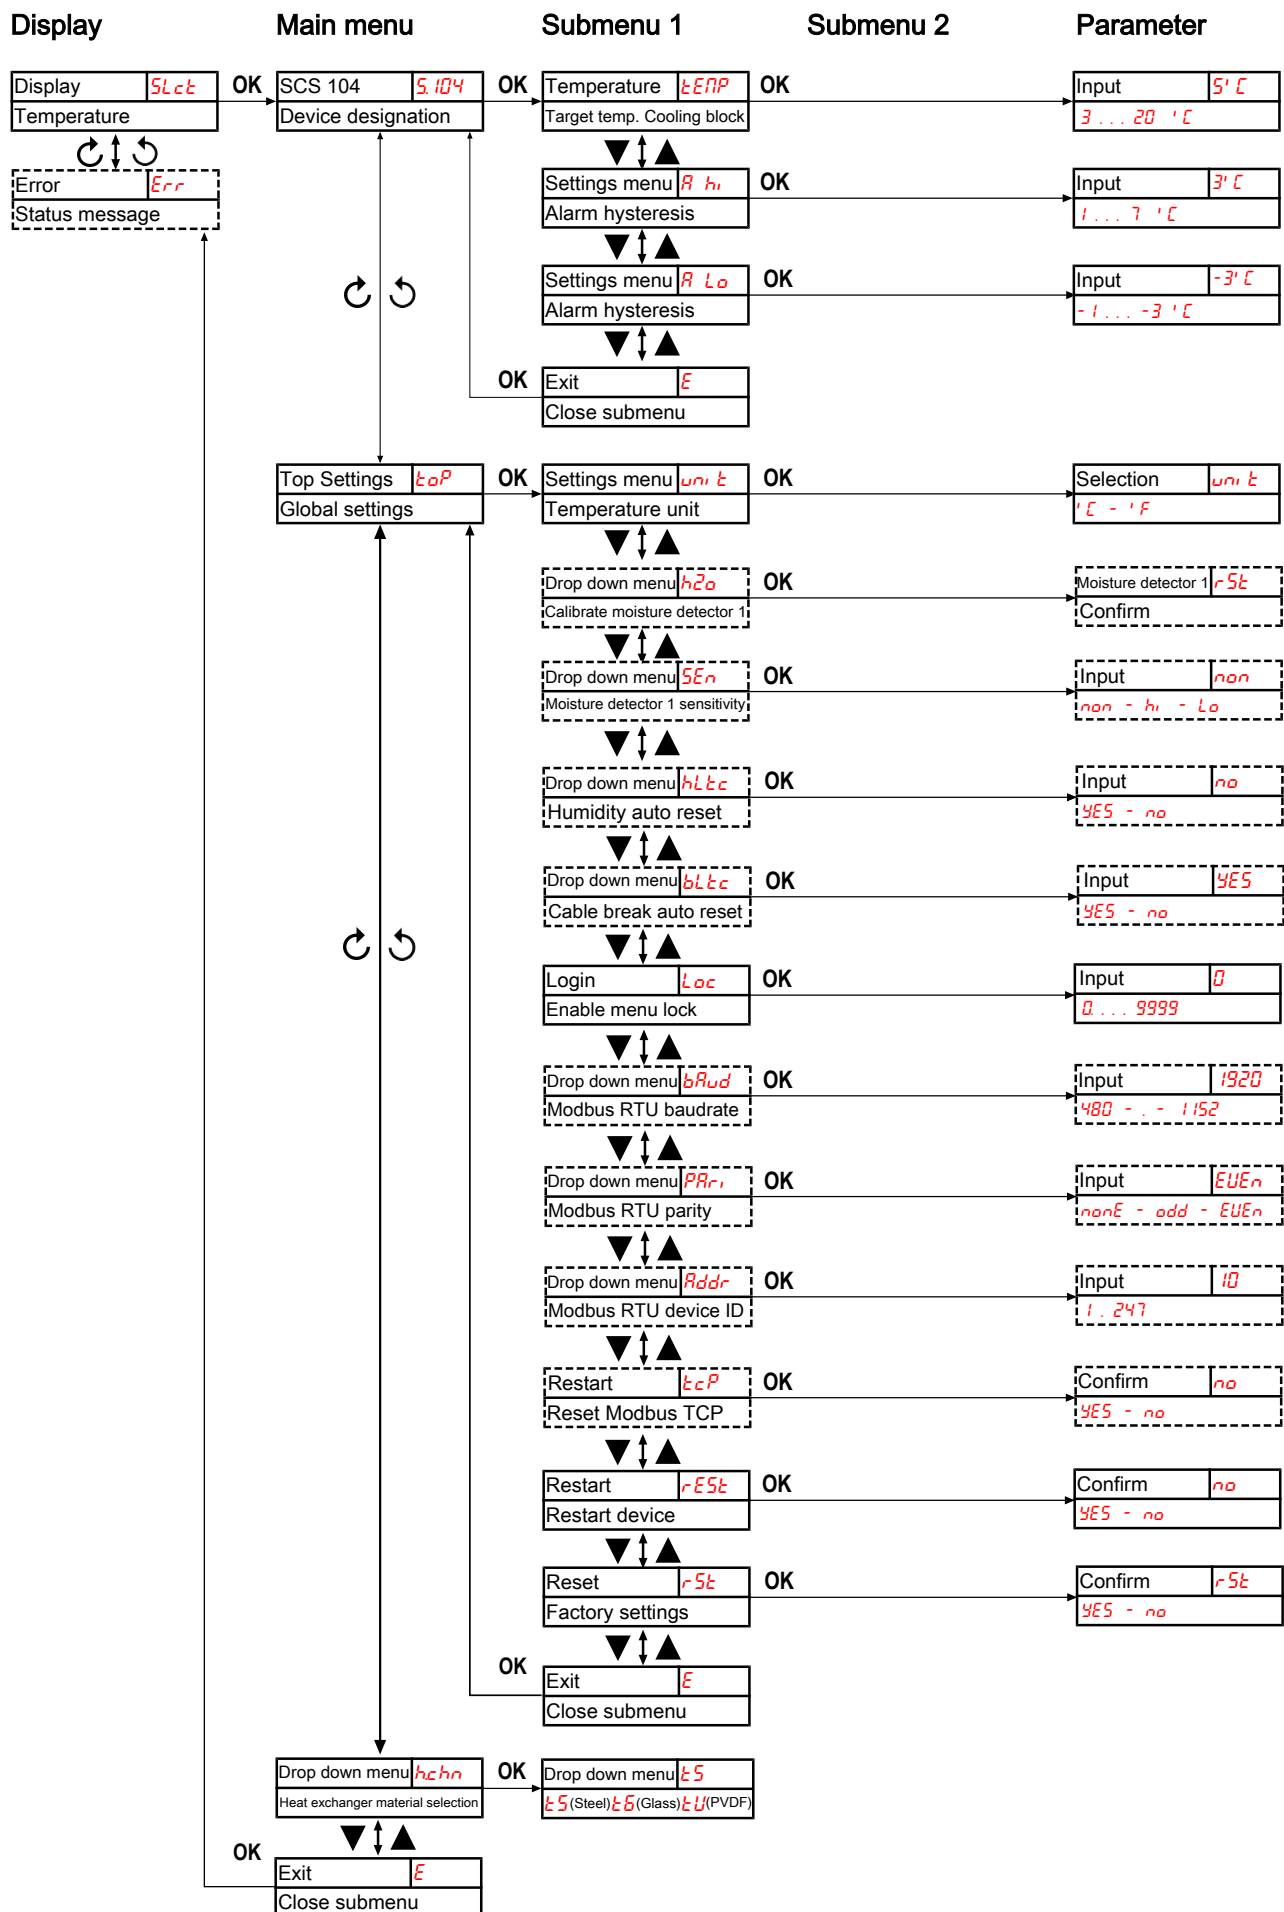 Display Main menu Submenu 1 Submenu 2 Parameter
Display SLct OK SCS 104 S.104 OK Temperature tEMP OK Input 5'C
Temperature Device designation Target temp. Cooling block 3 ... 20 'C
Error Err Settings menu A hi OK Input 3'C
Status message Alarm hysteresis 1 ... 7 'C
Settings menu A Lo OK Input -3'C
Alarm hysteresis -1 ... -3 'C
OK Exit E
Close submenu
Top Settings toP OK Settings menu unit OK Selection unit
Global settings Temperature unit 'C - 'F
Drop down menu h2o OK Moisture detector 1 rSt
Calibrate moisture detector 1 Confirm
Drop down menu SEn OK Input non
Moisture detector 1 sensitivity non - hi - Lo
Drop down menu hLtc OK Input no
Humidity auto reset YES - no
Drop down menu bLtc OK Input YES
Cable break auto reset YES - no
Login Loc OK Input 0
Enable menu lock 0.... 9999
Drop down menu bAud OK Input 1920
Modbus RTU baudrate 480 - . - 1152
Drop down menu PAri OK Input EVEn
Modbus RTU parity nonE - odd - EVEn
Drop down menu Addr OK Input 10
Modbus RTU device ID 1 . 247
Restart tcP OK Confirm no
Reset Modbus TCP YES - no
Restart rESt OK Confirm no
Restart device YES - no
Reset rSt OK Confirm rSt
Factory settings YES - no
OK Exit E
Close submenu
Drop down menu h.chn OK Drop down menu tS
Heat exchanger material selection tS (Steel) tG (Glass) tU (PVDF)
OK Exit E
Close submenu